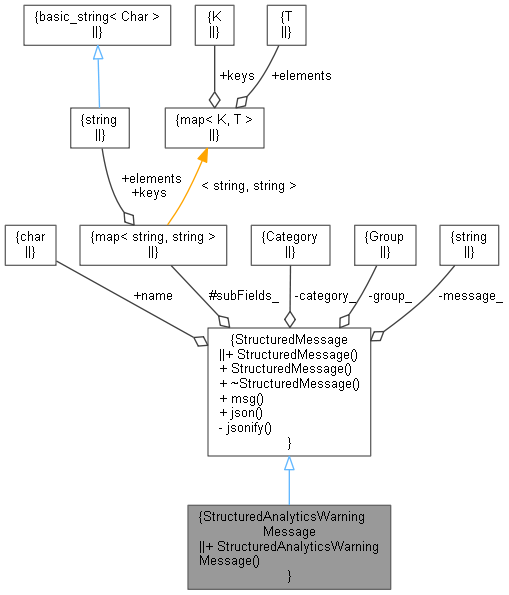 {basic_string< Char >
||}
{K
||}
{T
||}
+keys
+elements
{string
||}
{map< K, T >
||}
+elements
+keys
< string, string >
{char
||}
{map< string, string >
||}
{Category
||}
{Group
||}
{string
||}
+name
#subFields_
-category_
-group_
-message_
{StructuredMessage
||+ StructuredMessage()
+ StructuredMessage()
+ ~StructuredMessage()
+ msg()
+ json()
- jsonify()
}
{StructuredAnalyticsWarning
Message
||+ StructuredAnalyticsWarning
Message()
}